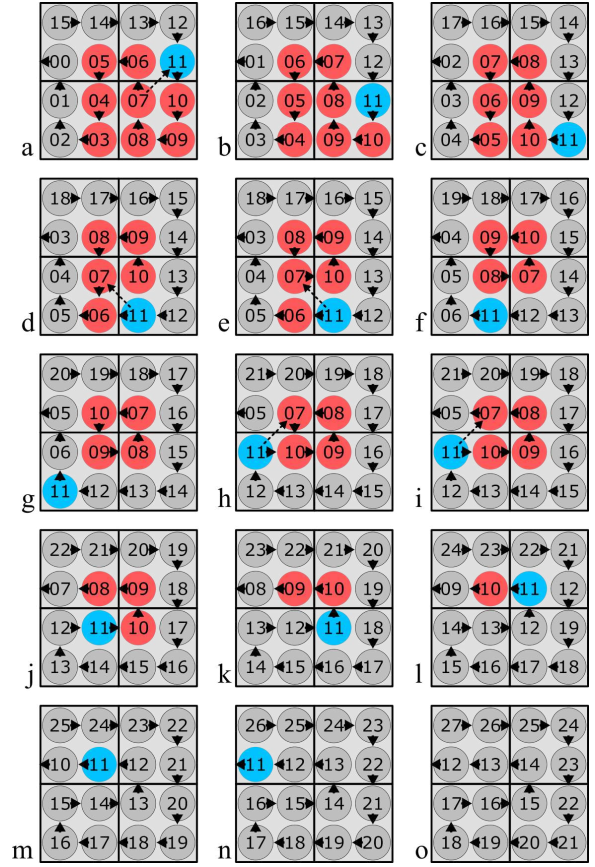 15 14 13 12 16 15 14 13 17 16 15 14
00 05 06 11 01 06 07 12 02 07 08 13
01 04 07 10 02 05 08 11 03 06 09 12
a 02 03 08 09 b 03 04 09 10 c 04 05 10 11
18 17 16 15 18 17 16 15 19 18 17 16
03 08 09 14 03 08 09 14 04 09 10 15
04 07 10 13 04 07 10 13 05 08 07 14
d 05 06 11 12 e 05 06 11 12 f 06 11 12 13
20 19 18 17 21 20 19 18 21 20 19 18
05 10 07 16 05 07 08 17 05 07 08 17
06 09 08 15 11 10 09 16 11 10 09 16
g 11 12 13 14 h 12 13 14 15 i 12 13 14 15
22 21 20 19 23 22 21 20 24 23 22 21
07 08 09 18 08 09 10 19 09 10 11 12
12 11 10 17 13 12 11 18 14 13 12 19
j 13 14 15 16 k 14 15 16 17 l 15 16 17 18
25 24 23 22 26 25 24 23 27 26 25 24
10 11 12 21 11 12 13 22 12 13 14 23
15 14 13 20 16 15 14 21 17 16 15 22
m 16 17 18 19 n 17 18 19 20 o 18 19 20 21